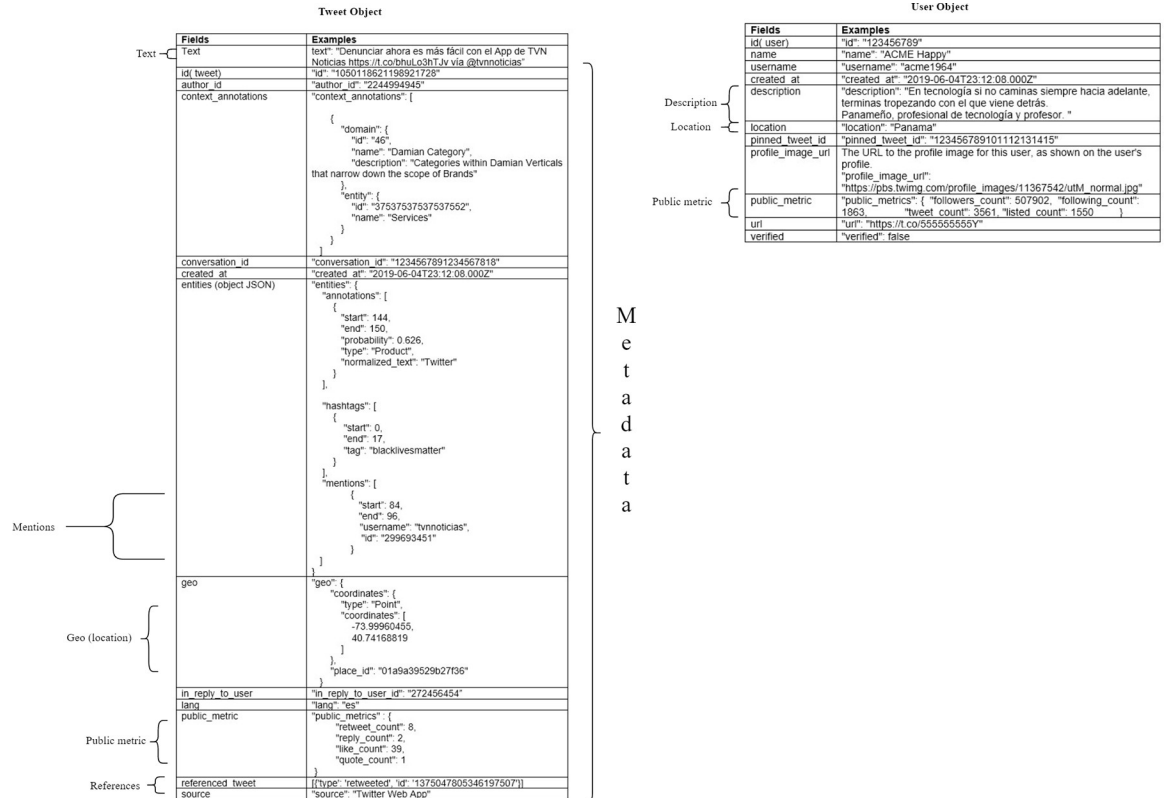 Tweet Object
Text
Fields Examples
Text text": "Denunciar ahora es más fácil con el App de TVN
Noticias https://t.co/bhuLo3hTJv vía @tvnnoticias"
id( tweet) "id": "1050118621198921728"
author_id "author_id": "2244994945"
context_annotations "context_annotations": [
{
"domain": {
"id": "46",
"name": "Damian Category",
"description": "Categories within Damian Verticals
that narrow down the scope of Brands"
},
"entity": {
"id": "37537537537537552",
"name": "Services"
}
}
]
conversation_id "conversation_id": "1234567891234567818"
created_at "created_at": "2019-06-04T23:12:08.000Z"
entities (object JSON) "entities": {
"annotations": [
{
"start": 144,
"end": 150,
"probability": 0.626,
"type": "Product",
"normalized_text": "Twitter"
}
],
"hashtags": [
{
"start": 0,
"end": 17,
"tag": "blacklivesmatter"
}
],
"mentions": [
{
"start": 84,
"end": 96,
"username": "tvnnoticias",
"id": "299693451"
}
]
}
Mentions
geo "geo": {
"coordinates": {
"type": "Point",
"coordinates": [
-73.99960455,
40.74168819
]
},
"place_id": "01a9a39529b27f36"
}
Geo (location)
in_reply_to_user "in_reply_to_user_id": "272456454"
lang "lang": "es"
public_metric "public_metrics" : {
"retweet_count": 8,
"reply_count": 2,
"like_count": 39,
"quote_count": 1
}
Public metric
References
referenced_tweet [{'type': 'retweeted', 'id': '1375047805346197507'}]
source "source": "Twitter Web App"
M
e
t
a
d
a
t
a
User Object
Fields Examples
id( user) "id": "123456789"
name "name": "ACME Happy"
username "username": "acme1964"
created_at "created_at": "2019-06-04T23:12:08.000Z"
description "description": "En tecnología si no caminas siempre hacia adelante,
terminas tropezando con el que viene detrás.
Panameño, profesional de tecnología y profesor. "
Description
Location
location "location": "Panama"
pinned_tweet_id "pinned_tweet_id": "123456789101112131415"
profile_image_url The URL to the profile image for this user, as shown on the user's
profile.
"profile_image_url":
"https://pbs.twimg.com/profile_images/11367542/utM_normal.jpg"
Public metric
public_metric "public_metrics": { "followers_count": 507902, "following_count":
1863, "tweet_count": 3561, "listed_count": 1550 }
url "url": "https://t.co/555555555Y"
verified "verified": false